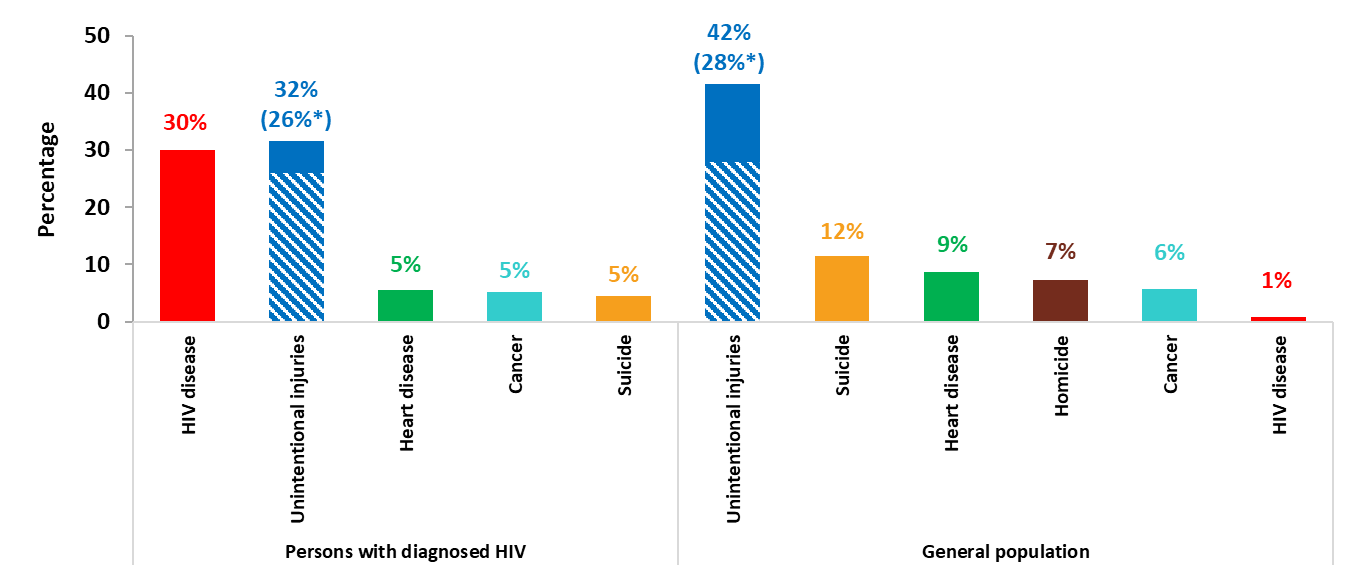 Percentage
50
40
30
20
10
0
30%
32%
(26%*)
5%
5%
5%
42%
(28%*)
12%
9%
7%
6%
1%
HIV disease
Unintentional injuries
Heart disease
Cancer
Suicide
Unintentional injuries
Suicide
Heart disease
Homicide
Cancer
HIV disease
Persons with diagnosed HIV
General population